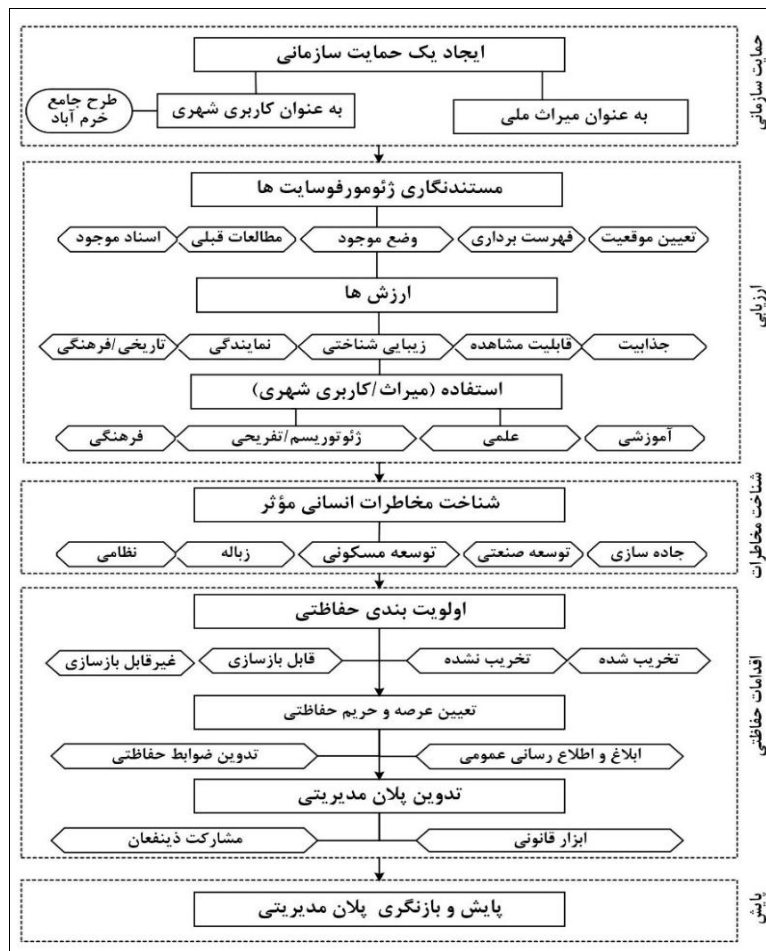 حمایت سازمانی
ایجاد یک حمایت سازمانی
به عنوان میراث ملی
به عنوان کاربری شهری
طرح جامع
خرم آباد
ارزیابی
مستندنگاری ژئومورفوسایت ها
تعیین موقعیت
فهرست برداری
وضع موجود
مطالعات قبلی
اسناد موجود
ارزش ها
جذابیت
قابلیت مشاهده
زیبایی شناختی
نمایندگی
تاریخی/فرهنگی
استفاده (میراث/کاربری شهری)
آموزشی
علمی
ژئوتوریسم/تفریحی
فرهنگی
شناخت مخاطرات
شناخت مخاطرات انسانی مؤثر
جاده سازی
توسعه صنعتی
توسعه مسکونی
زباله
نظامی
اقدامات حفاظتی
اولویت بندی حفاظتی
تخریب شده
تخریب نشده
قابل بازسازی
غیرقابل بازسازی
تعیین عرصه و حریم حفاظتی
ابلاغ و اطلاع رسانی عمومی
تدوین ضوابط حفاظتی
تدوین پلان مدیریتی
ابزار قانونی
مشارکت ذینفعان
پایش
پایش و بازنگری پلان مدیریتی